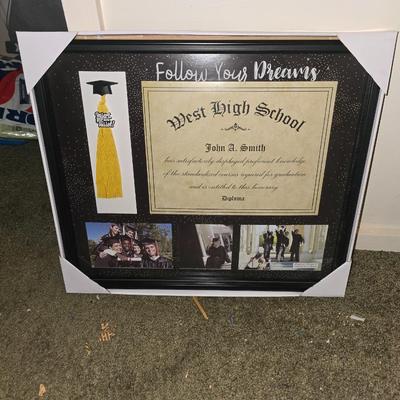 Follow Your Dreams
West High School
John A. Smith
has satisfactorily displayed proficient knowledge
of the standardized courses required for graduation
and is entitled to this honorary
Diploma